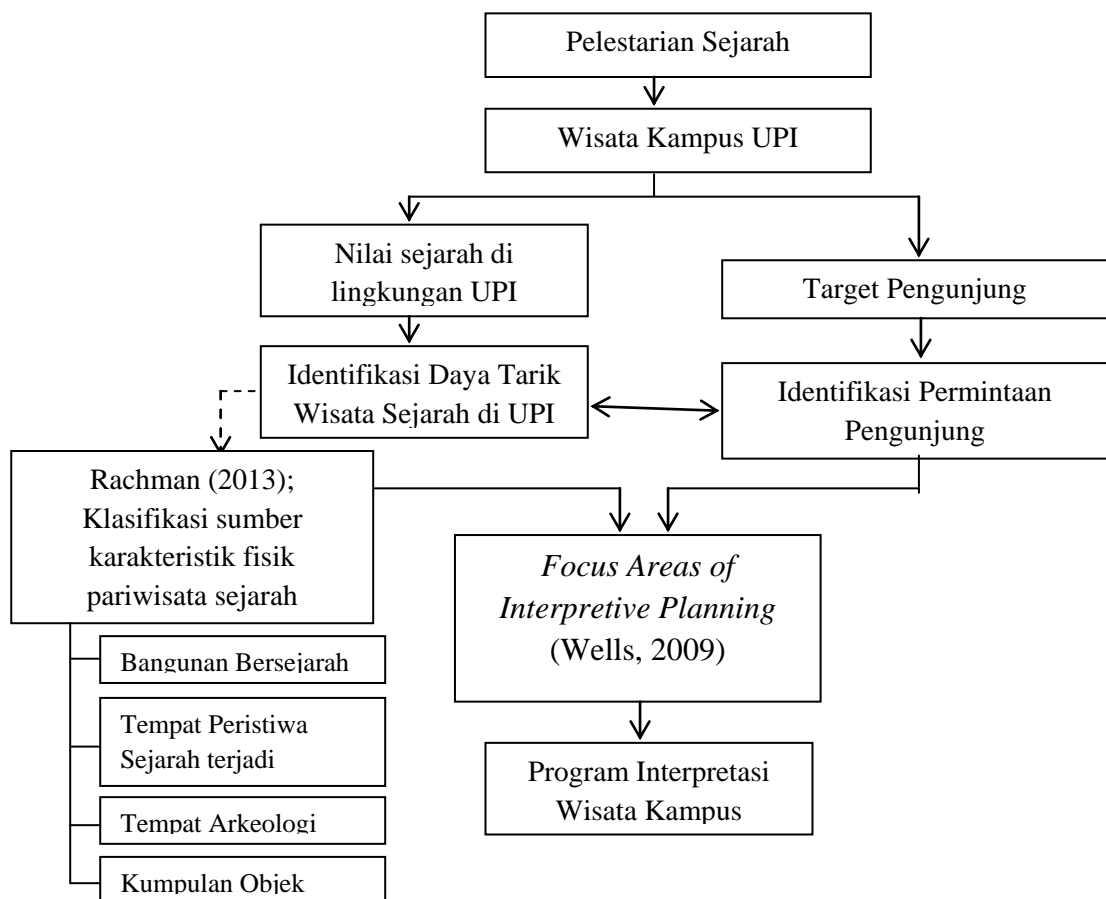 Pelestarian Sejarah
Wisata Kampus UPI
Nilai sejarah di
lingkungan UPI
Target Pengunjung
Identifikasi Daya Tarik
Wisata Sejarah di UPI
Identifikasi Permintaan
Pengunjung
Rachman (2013);
Klasifikasi sumber
karakteristik fisik
pariwisata sejarah
Focus Areas of
Interpretive Planning
(Wells, 2009)
Bangunan Bersejarah
Tempat Peristiwa
Sejarah terjadi
Tempat Arkeologi
Kumpulan Objek
Program Interpretasi
Wisata Kampus